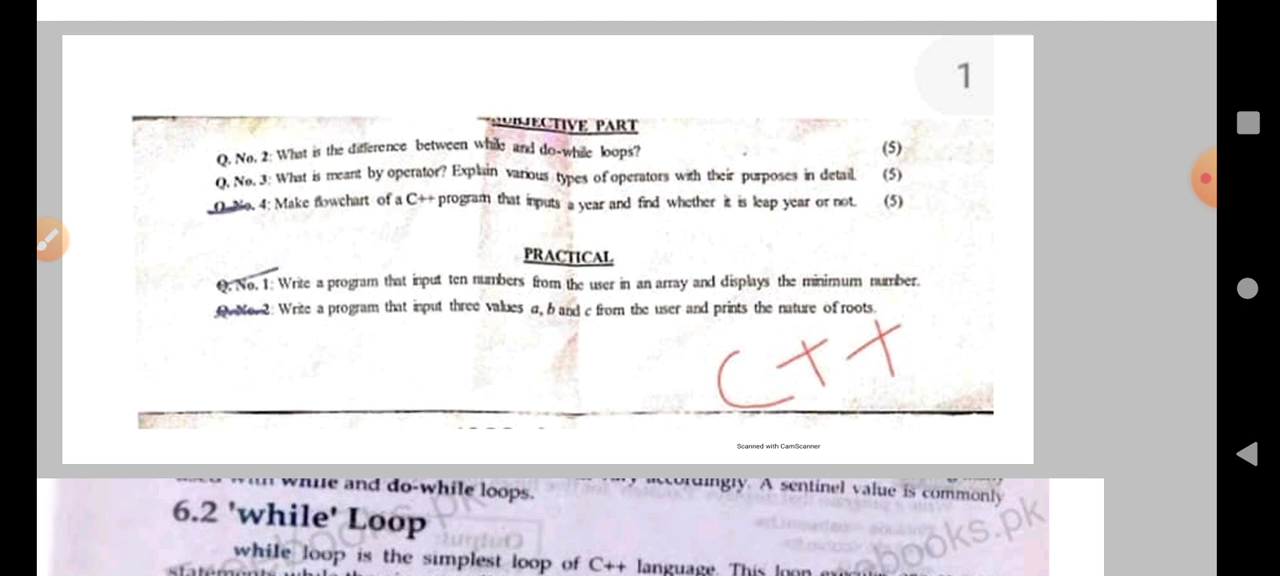 1
SUBJECTIVE PART
Q. No. 2: What is the difference between while and do-while loops? (5)
Q. No. 3: What is meant by operator? Explain various types of operators with their purposes in detail. (5)
Q. No. 4: Make flowchart of a C++ program that inputs a year and find whether it is leap year or not. (5)
PRACTICAL
Q. No. 1: Write a program that input ten numbers from the user in an array and displays the minimum number.
Q. No. 2: Write a program that input three values a, b and c from the user and prints the nature of roots.
C++
Scanned with CamScanner
used with while and do-while loops. accordingly. A sentinel value is commonly
6.2 'while' Loop
while loop is the simplest loop of C++ language. This loop
books.pk